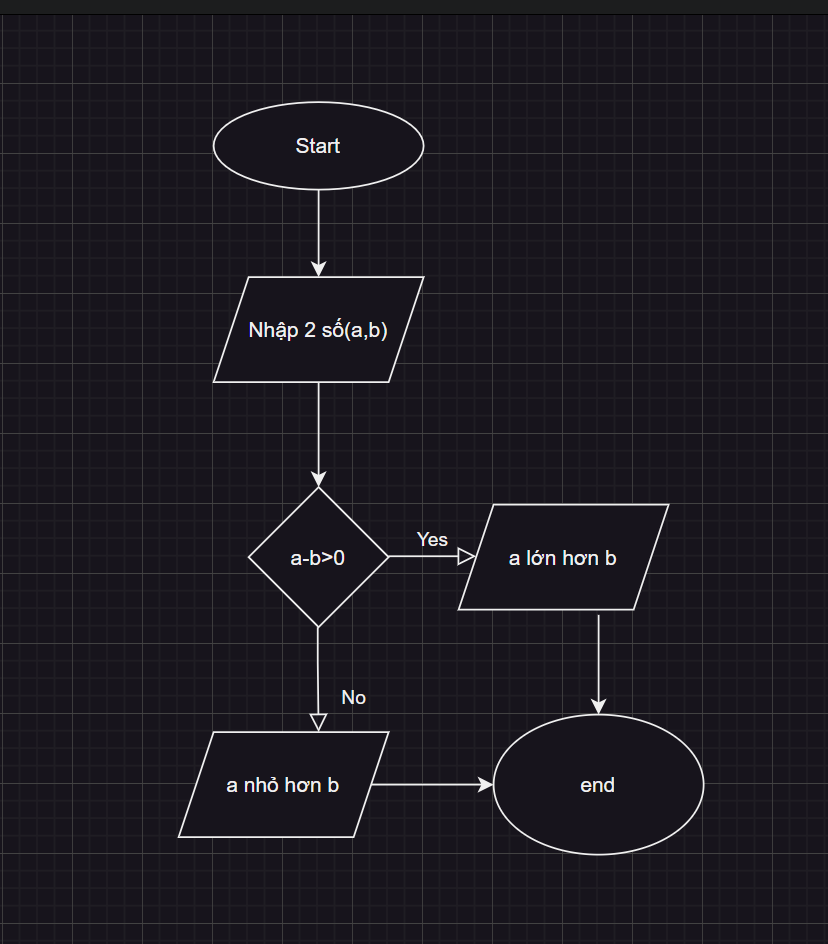 Start
Nhập 2 số(a,b)
a-b>0
Yes
a lớn hơn b
No
a nhỏ hơn b
end